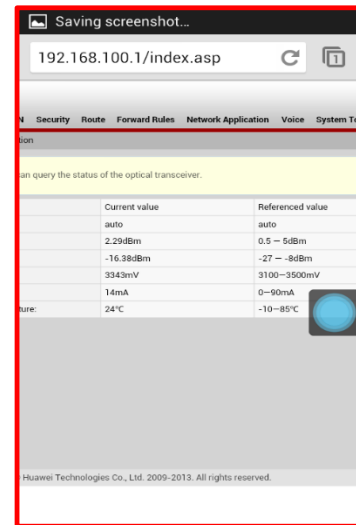 Saving screenshot...
192.168.100.1/index.asp
1
N Security Route Forward Rules Network Application Voice System To
tion
an query the status of the optical transceiver.
Current value Referenced value
auto auto
2.29dBm 0.5 — 5dBm
-16.38dBm -27 — -8dBm
3343mV 3100—3500mV
14mA 0—90mA
ture: 24℃ -10—85℃
Huawei Technologies Co., Ltd. 2009-2013. All rights reserved.